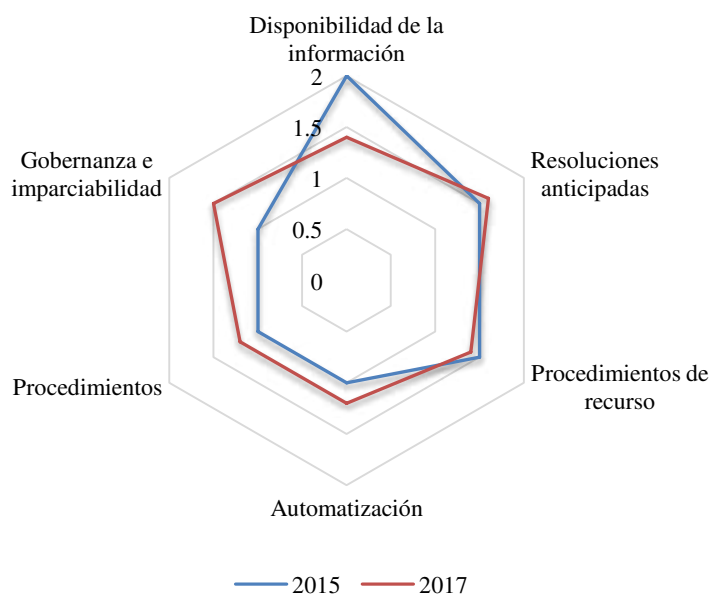 Disponibilidad de la
información
2
1.5
1
0.5
0
Resoluciones
anticipadas
Procedimientos de
recurso
Automatización
Procedimientos
Gobernanza e
imparciabilidad
2015
2017